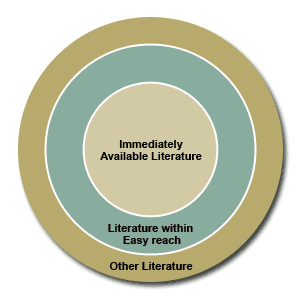 Immediately
Available Literature
Literature within
Easy reach
Other Literature